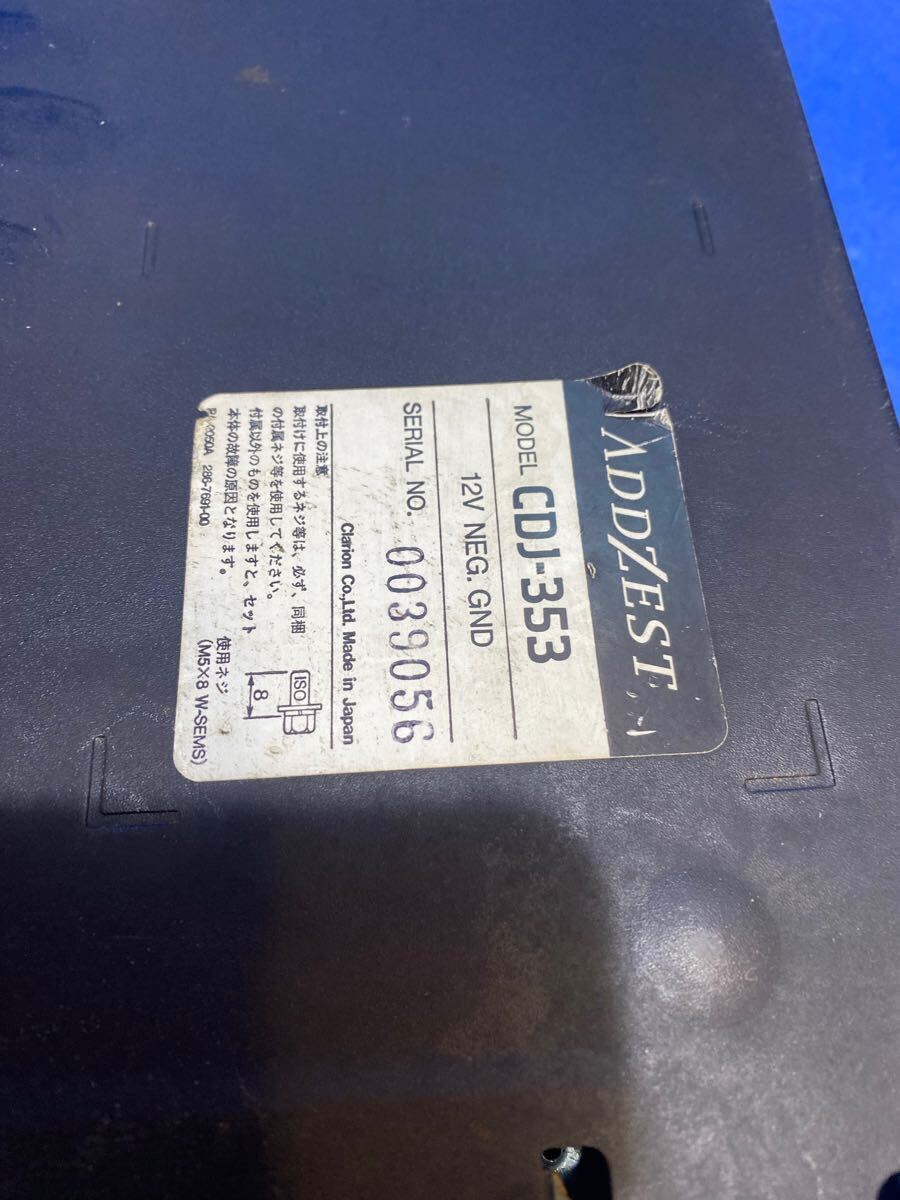 ADDZEST
MODEL CDJ-353
12V NEG. GND
SERIAL NO. 0039056
Clarion Co.,Ltd. Made in Japan
取付上の注意
取付けに使用するネジ等は、必ず、同梱
の付属ネジ等を使用してください。
付属以外のものを使用しますと、セット
本体の故障の原因となります。
ISO
8
使用ネジ
(M5×8 W-SEMS)
2050A 286-7691-00